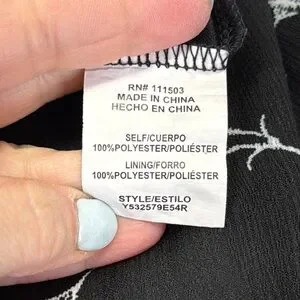 RN# 111503
MADE IN CHINA
HECHO EN CHINA
SELF/CUERPO
100%POLYESTER/POLIÉSTER
LINING/FORRO
100%POLYESTER/POLIÉSTER
STYLE/ESTILO
Y532579E54R